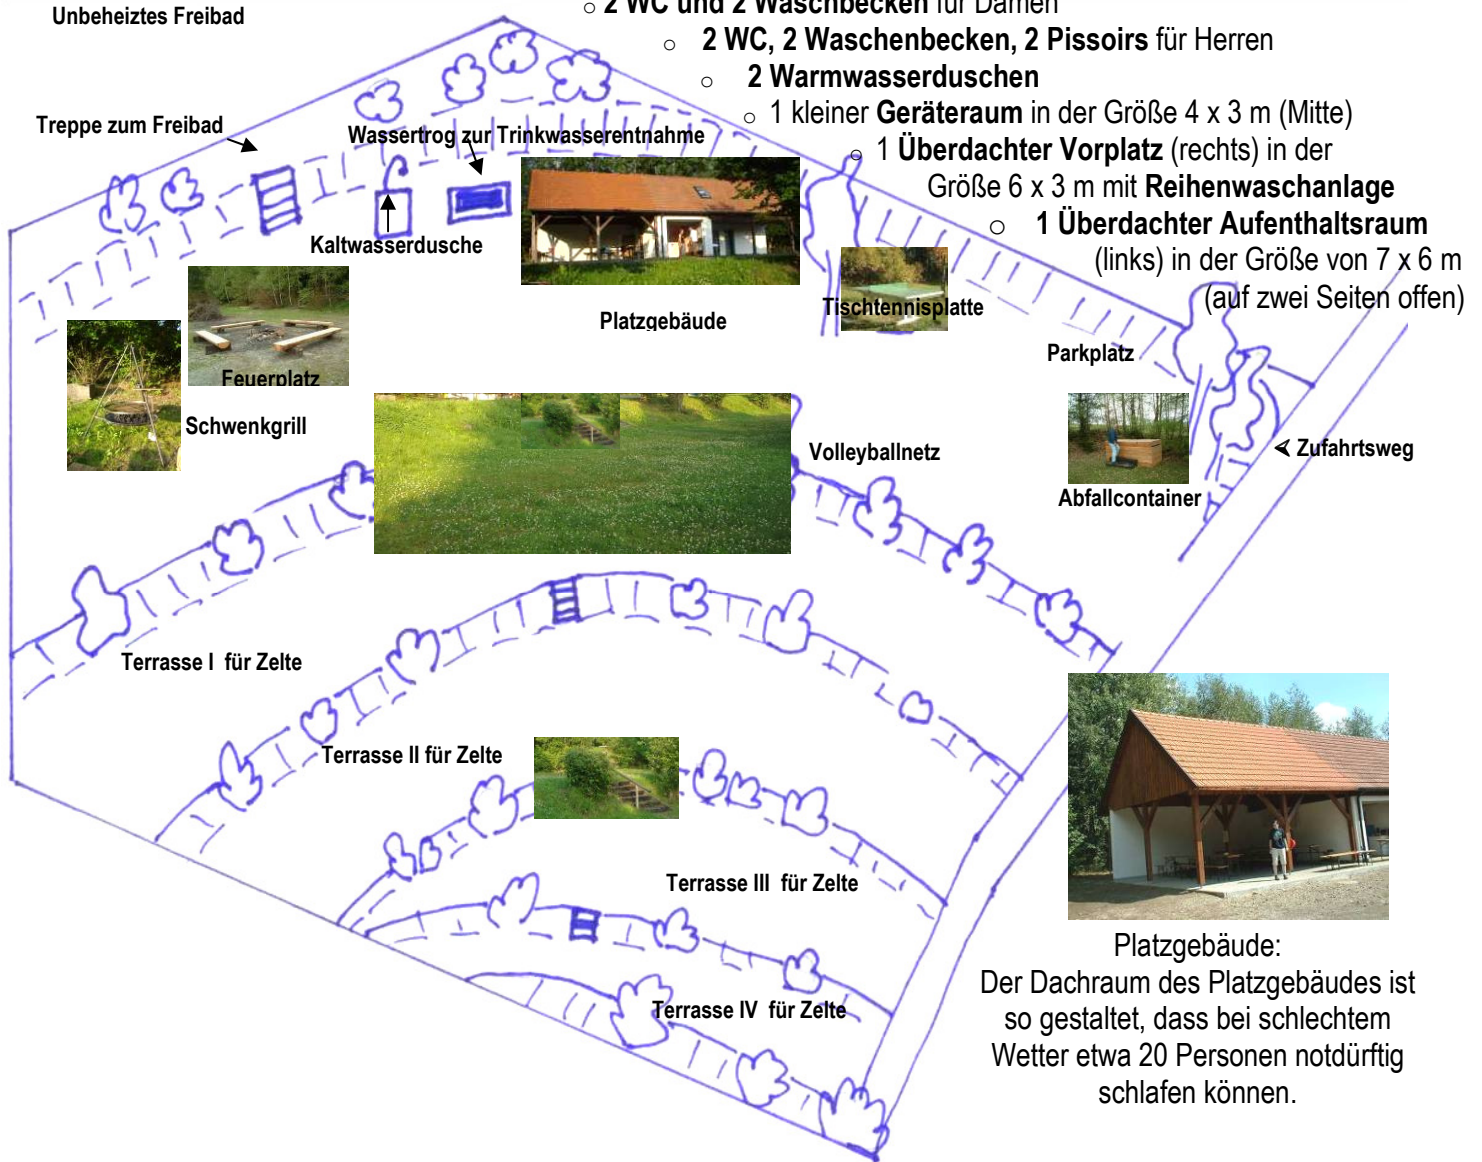 ○ 2 WC und 2 Waschbecken für Damen
Unbeheiztes Freibad
○ 2 WC, 2 Waschenbecken, 2 Pissoirs für Herren
○ 2 Warmwasserduschen
○ 1 kleiner Geräteraum in der Größe 4 x 3 m (Mitte)
Treppe zum Freibad
Wassertrog zur Trinkwasserentnahme
○ 1 Überdachter Vorplatz (rechts) in der
Größe 6 x 3 m mit Reihenwaschanlage
○ 1 Überdachter Aufenthaltsraum
(links) in der Größe von 7 x 6 m
(auf zwei Seiten offen)
Kaltwasserdusche
Tischtennisplatte
Platzgebäude
Parkplatz
Feuerplatz
Schwenkgrill
Volleyballnetz
Zufahrtsweg
Abfallcontainer
Terrasse I für Zelte
Terrasse II für Zelte
Terrasse III für Zelte
Terrasse IV für Zelte
Platzgebäude:
Der Dachraum des Platzgebäudes ist
so gestaltet, dass bei schlechtem
Wetter etwa 20 Personen notdürftig
schlafen können.